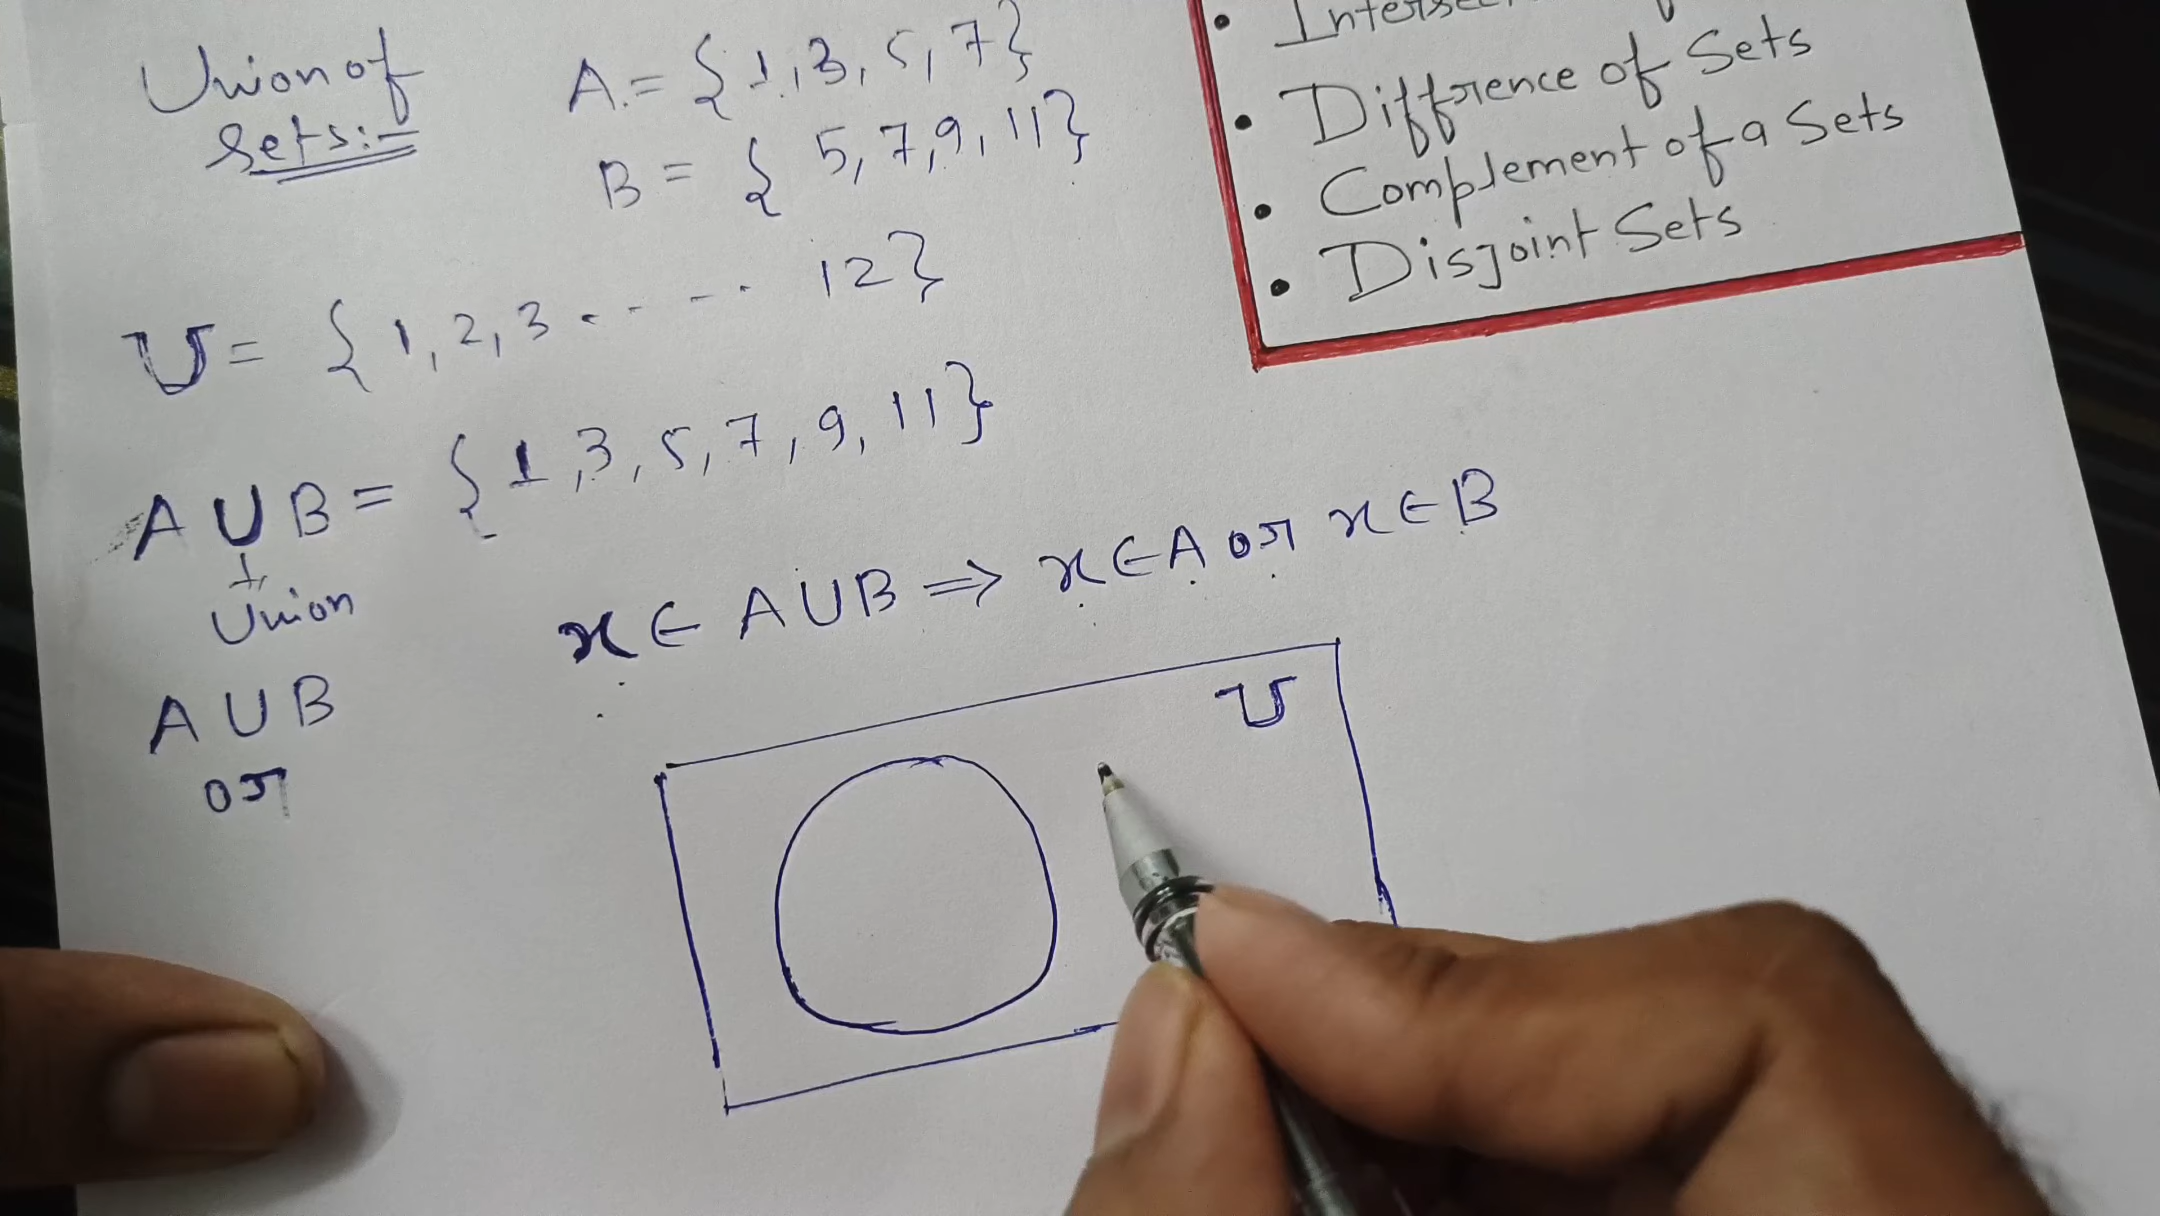 Union of
Sets:-
A = {1, 3, 5, 7}
B = { 5, 7, 9, 11}
U = { 1, 2, 3 . - - - - . 12}
A U B = { 1, 3, 5, 7, 9, 11}
Union
A U B
or
x ∈ A U B ⇒ x ∈ A or x ∈ B
U
• Diffrence of Sets
• Complement of a Sets
• Disjoint Sets